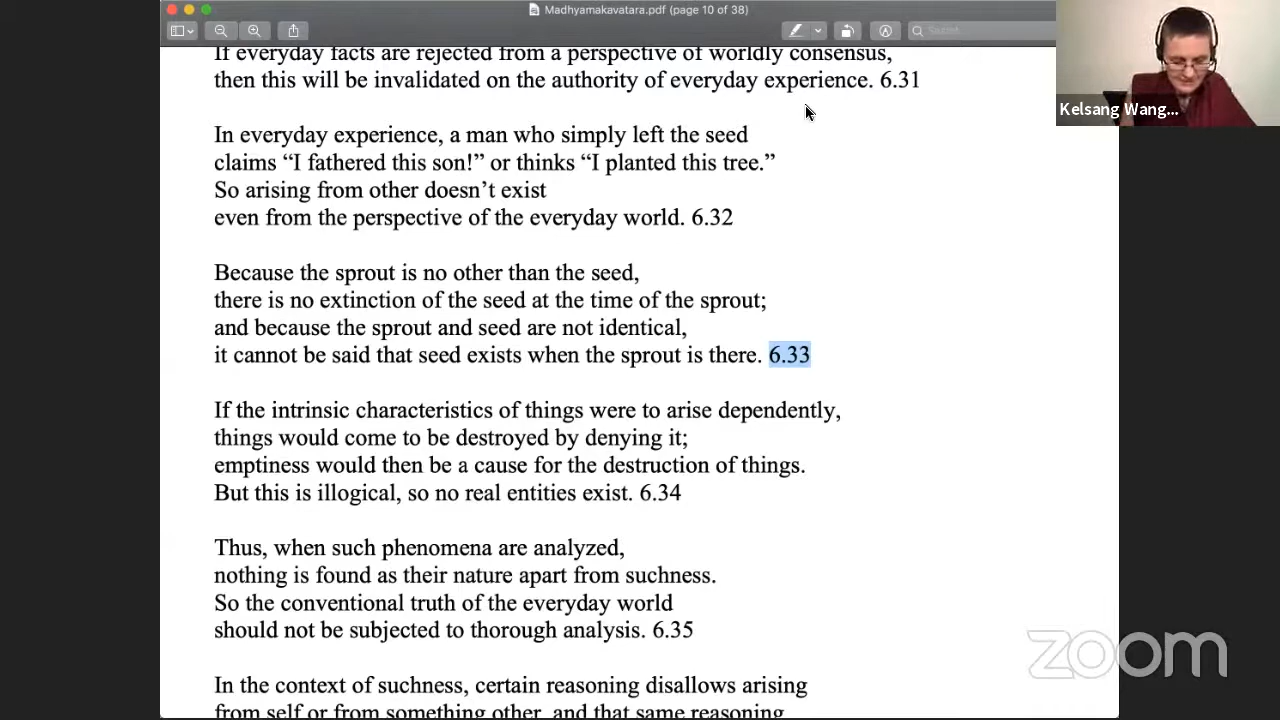 Madhyamakavatara.pdf (page 10 of 38)
Kelsang Wang...
If everyday facts are rejected from a perspective of worldly consensus,
then this will be invalidated on the authority of everyday experience. 6.31
In everyday experience, a man who simply left the seed
claims “I fathered this son!” or thinks “I planted this tree.”
So arising from other doesn’t exist
even from the perspective of the everyday world. 6.32
Because the sprout is no other than the seed,
there is no extinction of the seed at the time of the sprout;
and because the sprout and seed are not identical,
it cannot be said that seed exists when the sprout is there. 6.33
If the intrinsic characteristics of things were to arise dependently,
things would come to be destroyed by denying it;
emptiness would then be a cause for the destruction of things.
But this is illogical, so no real entities exist. 6.34
Thus, when such phenomena are analyzed,
nothing is found as their nature apart from suchness.
So the conventional truth of the everyday world
should not be subjected to thorough analysis. 6.35
In the context of suchness, certain reasoning disallows arising
from self or from something other, and that same reasoning
zoom